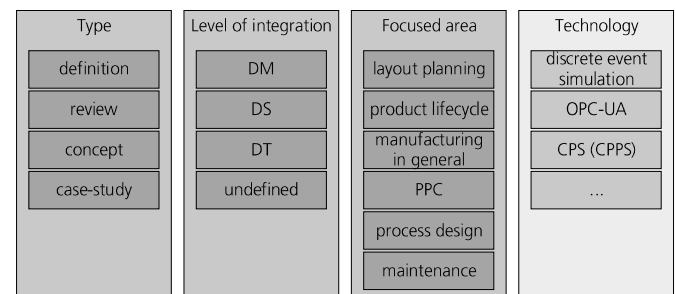 Type
definition
review
concept
case-study
Level of integration
DM
DS
DT
undefined
Focused area
layout planning
product lifecycle
manufacturing
in general
PPC
process design
maintenance
Technology
discrete event
simulation
OPC-UA
CPS (CPPS)
...